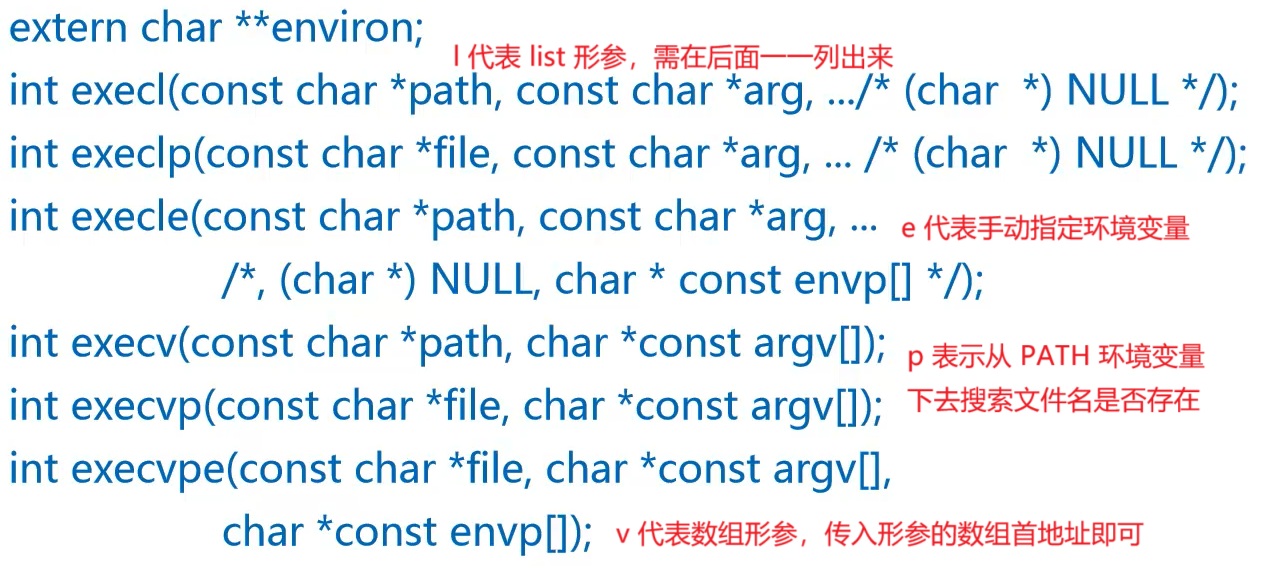 extern char **environ;
l 代表 list 形参，需在后面一一列出来
int execl(const char *path, const char *arg, .../* (char  *) NULL */);
int execlp(const char *file, const char *arg, ... /* (char  *) NULL */);
int execle(const char *path, const char *arg, ...
e 代表手动指定环境变量
/*, (char *) NULL, char * const envp[] */);
int execv(const char *path, char *const argv[]);
p 表示从 PATH 环境变量
下去搜索文件名是否存在
int execvp(const char *file, char *const argv[]);
int execvpe(const char *file, char *const argv[],
char *const envp[]);
v 代表数组形参，传入形参的数组首地址即可